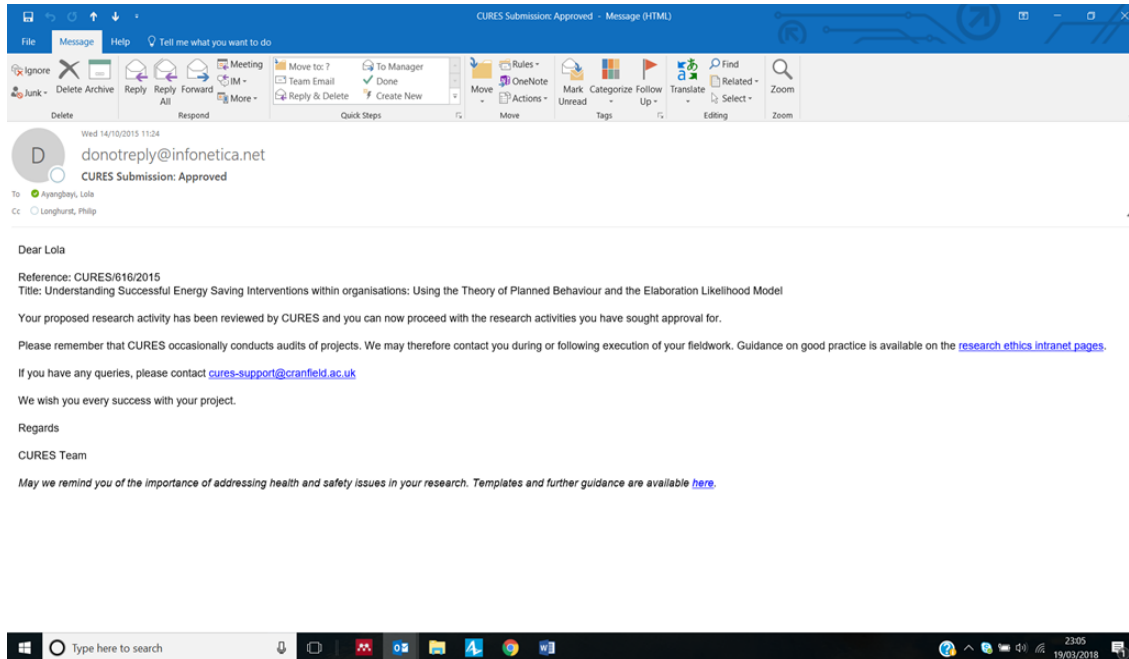 CURES Submission: Approved - Message (HTML)
File Message Help Tell me what you want to do
Ignore
Junk
Delete Archive
Reply Reply All Forward
Meeting
IM
More
Move to: ?
Team Email
Reply & Delete
To Manager
Done
Create New
Move
Rules
OneNote
Actions
Mark Unread
Categorize
Follow Up
Translate
Find
Related
Select
Zoom
Delete Respond Quick Steps Move Tags Editing Zoom
Wed 14/10/2015 11:24
D
donotreply@infonetica.net
CURES Submission: Approved
To Ayangbayi, Lola
Cc Longhurst, Philip
Dear Lola
Reference: CURES/616/2015
Title: Understanding Successful Energy Saving Interventions within organisations: Using the Theory of Planned Behaviour and the Elaboration Likelihood Model
Your proposed research activity has been reviewed by CURES and you can now proceed with the research activities you have sought approval for.
Please remember that CURES occasionally conducts audits of projects. We may therefore contact you during or following execution of your fieldwork. Guidance on good practice is available on the research ethics intranet pages.
If you have any queries, please contact cures-support@cranfield.ac.uk
We wish you every success with your project.
Regards
CURES Team
May we remind you of the importance of addressing health and safety issues in your research. Templates and further guidance are available here.
Type here to search
23:05
19/03/2018